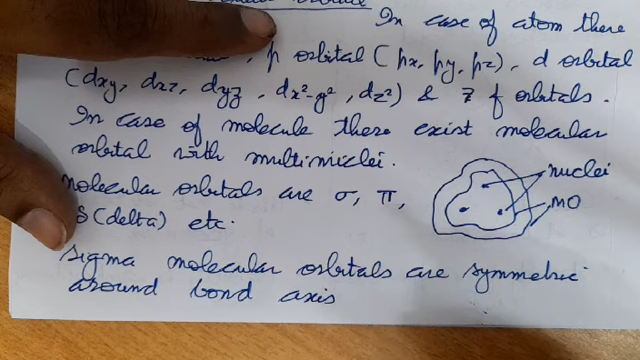 In case of atom there
, p orbital (px, py, pz), d orbital
(dxy, dxz, dyz, dx²-y², dz²) & 7 f orbitals.
In case of molecule there exist molecular
orbital with multinuclei.
molecular orbitals are σ, π,
δ (delta) etc.
nuclei
MO
Sigma molecular orbitals are symmetric
around bond axis